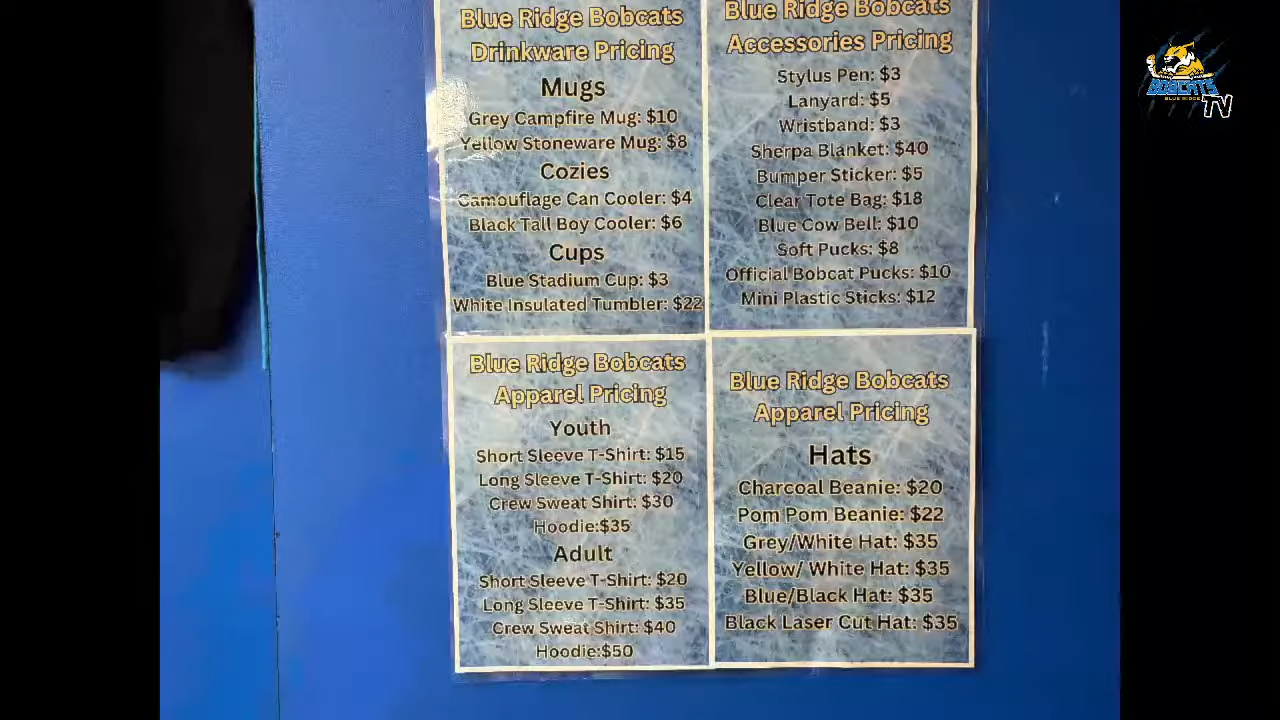 Blue Ridge Bobcats
Drinkware Pricing
Mugs
Grey Campfire Mug: $10
Yellow Stoneware Mug: $8
Cozies
Camouflage Can Cooler: $4
Black Tall Boy Cooler: $6
Cups
Blue Stadium Cup: $3
White Insulated Tumbler: $22
Blue Ridge Bobcats
Accessories Pricing
Stylus Pen: $3
Lanyard: $5
Wristband: $3
Sherpa Blanket: $40
Bumper Sticker: $5
Clear Tote Bag: $18
Blue Cow Bell: $10
Soft Pucks: $8
Official Bobcat Pucks: $10
Mini Plastic Sticks: $12
Blue Ridge Bobcats
Apparel Pricing
Youth
Short Sleeve T-Shirt: $15
Long Sleeve T-Shirt: $20
Crew Sweat Shirt: $30
Hoodie:$35
Adult
Short Sleeve T-Shirt: $20
Long Sleeve T-Shirt: $35
Crew Sweat Shirt: $40
Hoodie:$50
Blue Ridge Bobcats
Apparel Pricing
Hats
Charcoal Beanie: $20
Pom Pom Beanie: $22
Grey/White Hat: $35
Yellow/ White Hat: $35
Blue/Black Hat: $35
Black Laser Cut Hat: $35
BOBCATS
BLUE RIDGE
TV